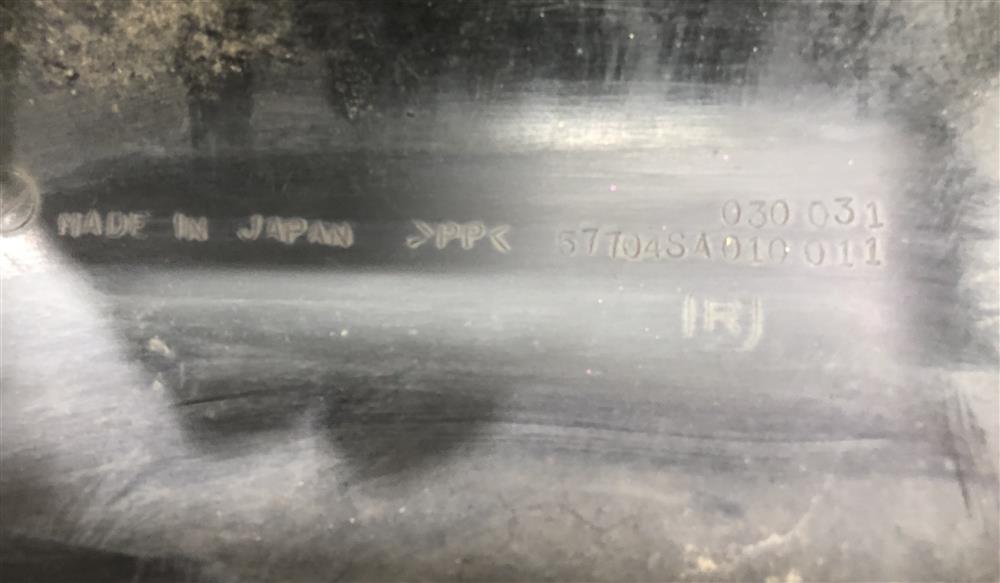 030 031
MADE IN JAPAN >PP< 57704SA010 011
(R)